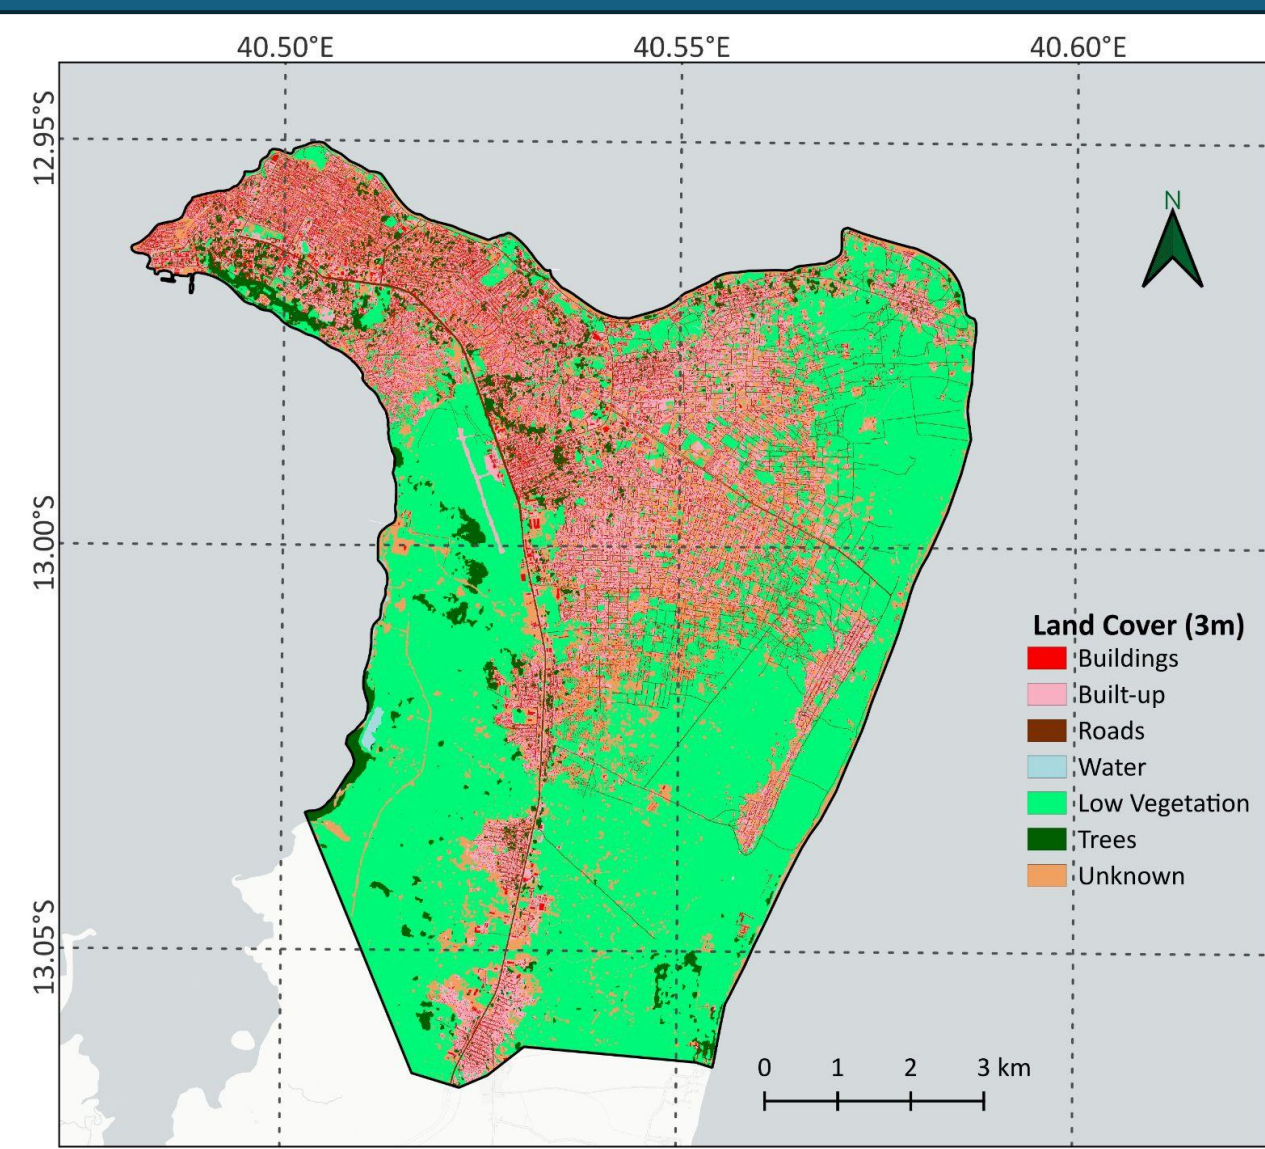 40.50°E 40.55°E 40.60°E
12.95°S
N
13.00°S
Land Cover (3m)
Buildings
Built-up
Roads
Water
Low Vegetation
Trees
Unknown
13.05°S
0 1 2 3 km